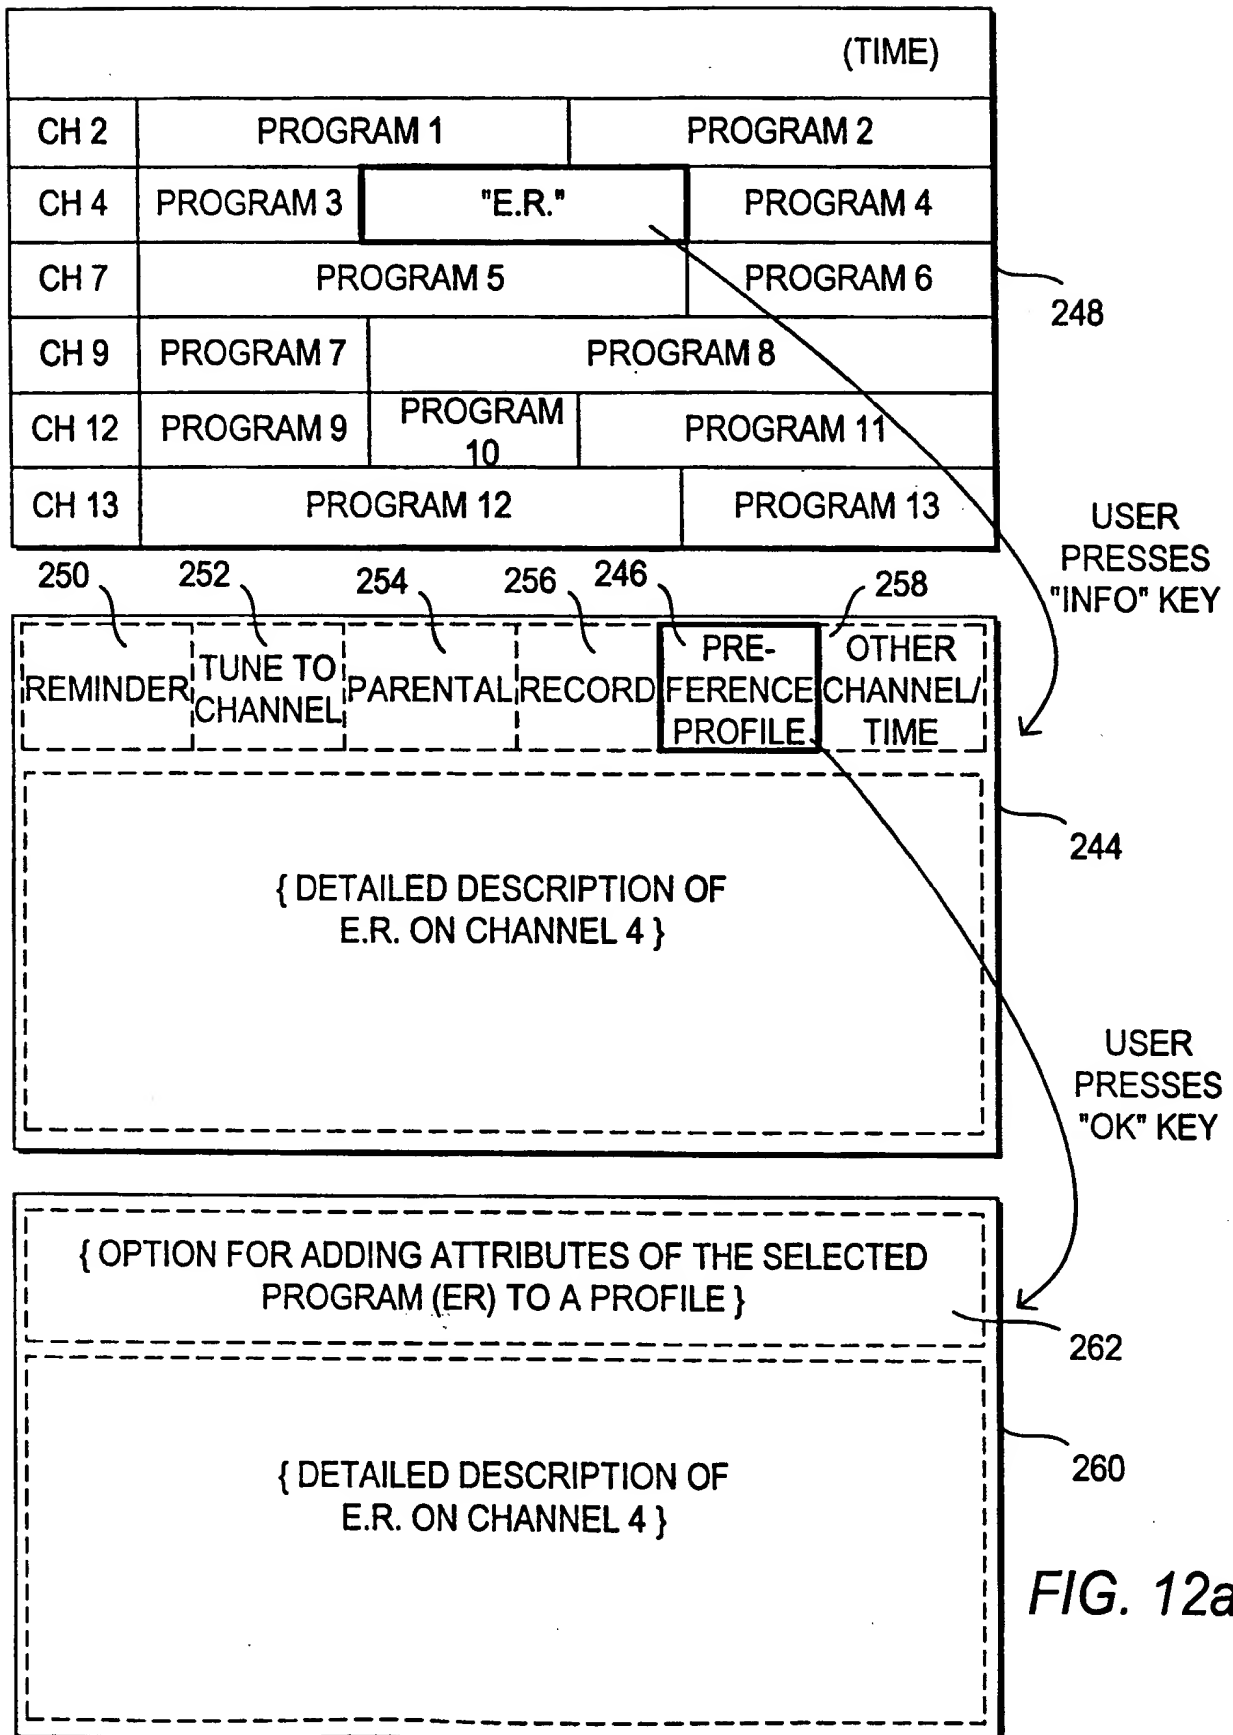 (TIME)
CH 2 PROGRAM 1 PROGRAM 2
CH 4 PROGRAM 3 "E.R." PROGRAM 4
CH 7 PROGRAM 5 PROGRAM 6
248
CH 9 PROGRAM 7 PROGRAM 8
CH 12 PROGRAM 9 PROGRAM 10 PROGRAM 11
CH 13 PROGRAM 12 PROGRAM 13
USER
PRESSES
"INFO" KEY
250 252 254 256 246 258
REMINDER
TUNE TO
CHANNEL
PARENTAL
RECORD
PRE-
FERENCE
PROFILE
OTHER
CHANNEL/
TIME
244
{ DETAILED DESCRIPTION OF
E.R. ON CHANNEL 4 }
USER
PRESSES
"OK" KEY
{ OPTION FOR ADDING ATTRIBUTES OF THE SELECTED
PROGRAM (ER) TO A PROFILE }
262
260
{ DETAILED DESCRIPTION OF
E.R. ON CHANNEL 4 }
FIG. 12a